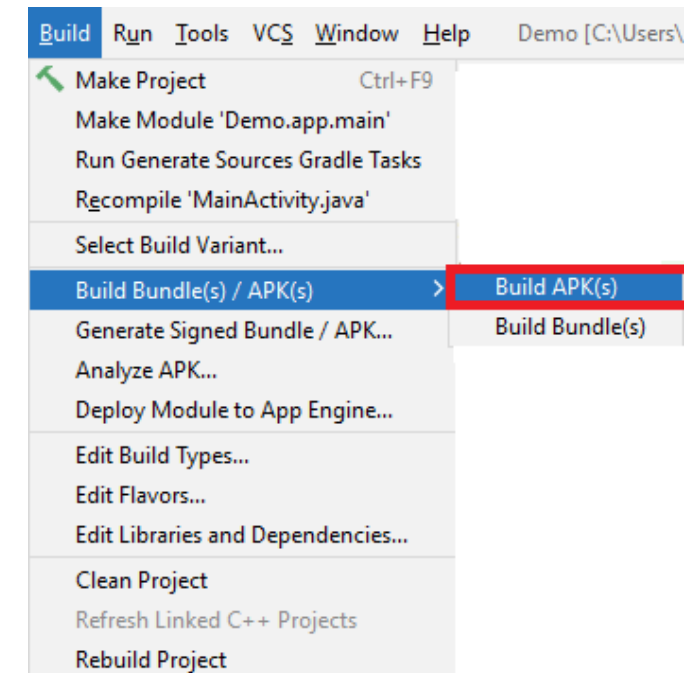 Build Run Tools VCS Window Help Demo [C:\Users\
Make Project Ctrl+F9
Make Module 'Demo.app.main'
Run Generate Sources Gradle Tasks
Recompile 'MainActivity.java'
Select Build Variant...
Build Bundle(s) / APK(s) > Build APK(s)
Generate Signed Bundle / APK... Build Bundle(s)
Analyze APK...
Deploy Module to App Engine...
Edit Build Types...
Edit Flavors...
Edit Libraries and Dependencies...
Clean Project
Refresh Linked C++ Projects
Rebuild Project